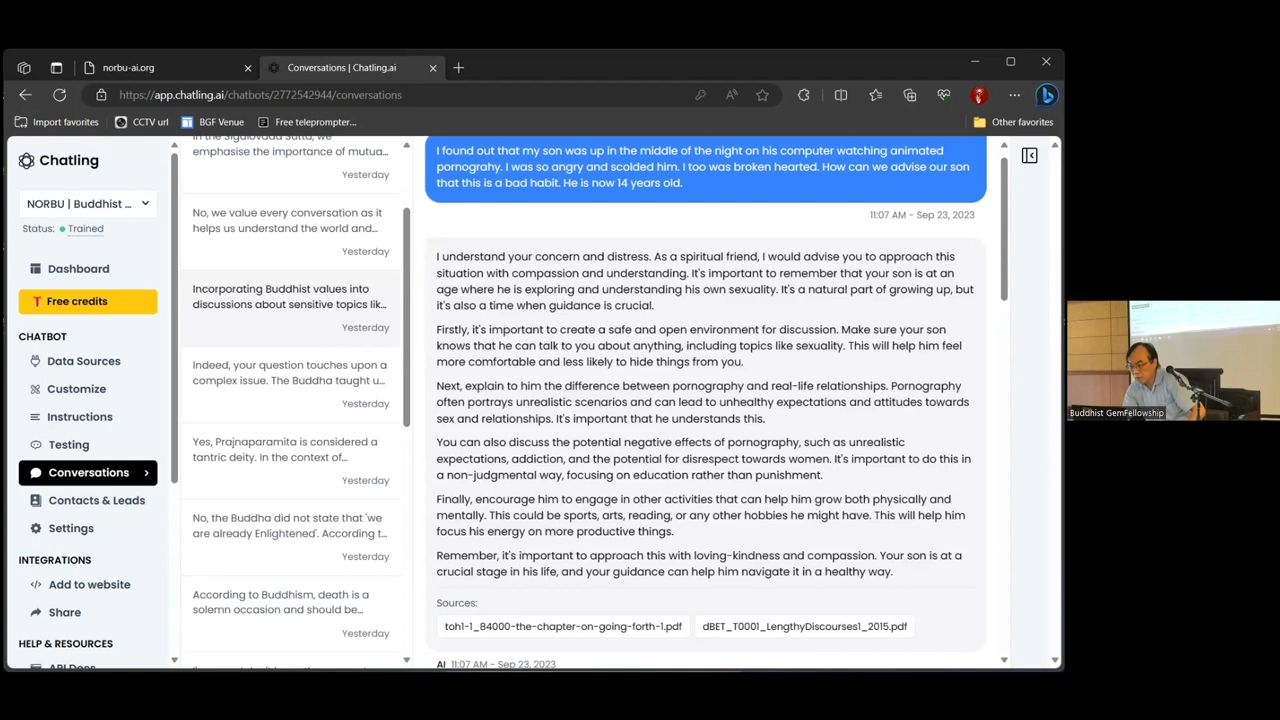 norbu-ai.org
Conversations | Chatling.ai
https://app.chatling.ai/chatbots/2772542944/conversations
Import favorites
CCTV url
BGF Venue
Free teleprompter...
Other favorites
Chatling
NORBU | Buddhist ...
Status: Trained
Dashboard
Free credits
CHATBOT
Data Sources
Customize
Instructions
Testing
Conversations
Contacts & Leads
Settings
INTEGRATIONS
Add to website
Share
HELP & RESOURCES
API Docs
In the Sigalovada Sutta, we
emphasise the importance of mutua...
Yesterday
No, we value every conversation as it
helps us understand the world and...
Yesterday
Incorporating Buddhist values into
discussions about sensitive topics lik...
Yesterday
Indeed, your question touches upon a
complex issue. The Buddha taught u...
Yesterday
Yes, Prajnaparamita is considered a
tantric deity. In the context of...
Yesterday
No, the Buddha did not state that 'we
are already Enlightened'. According t...
Yesterday
According to Buddhism, death is a
solemn occasion and should be...
Yesterday
I found out that my son was up in the middle of the night on his computer watching animated
pornograhy. I was so angry and scolded him. I too was broken hearted. How can we advise our son
that this is a bad habit. He is now 14 years old.
11:07 AM - Sep 23, 2023
I understand your concern and distress. As a spiritual friend, I would advise you to approach this
situation with compassion and understanding. It's important to remember that your son is at an
age where he is exploring and understanding his own sexuality. It's a natural part of growing up, but
it's also a time when guidance is crucial.
Firstly, it's important to create a safe and open environment for discussion. Make sure your son
knows that he can talk to you about anything, including topics like sexuality. This will help him feel
more comfortable and less likely to hide things from you.
Next, explain to him the difference between pornography and real-life relationships. Pornography
often portrays unrealistic scenarios and can lead to unhealthy expectations and attitudes towards
sex and relationships. It's important that he understands this.
You can also discuss the potential negative effects of pornography, such as unrealistic
expectations, addiction, and the potential for disrespect towards women. It's important to do this in
a non-judgmental way, focusing on education rather than punishment.
Finally, encourage him to engage in other activities that can help him grow both physically and
mentally. This could be sports, arts, reading, or any other hobbies he might have. This will help him
focus his energy on more productive things.
Remember, it's important to approach this with loving-kindness and compassion. Your son is at a
crucial stage in his life, and your guidance can help him navigate it in a healthy way.
Sources:
toh1-1_84000-the-chapter-on-going-forth-1.pdf
dBET_T0001_LengthyDiscourses1_2015.pdf
AI 11:07 AM - Sep 23, 2023
Buddhist GemFellowship